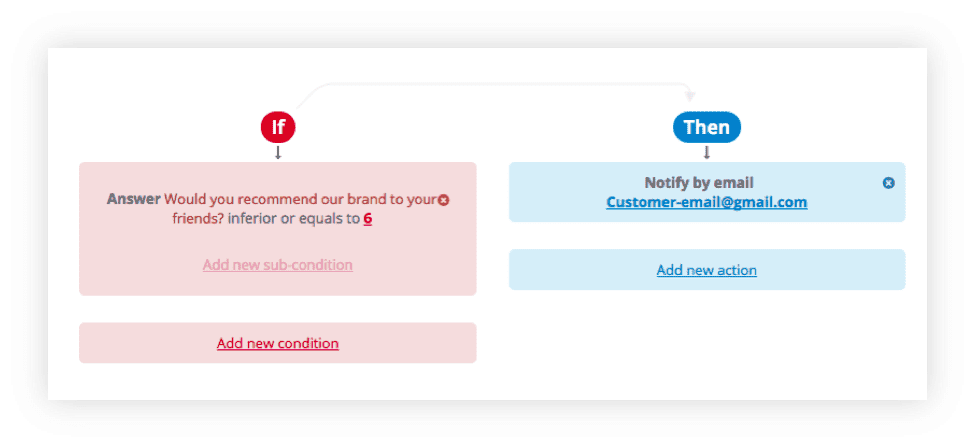 If
Answer Would you recommend our brand to your
friends? inferior or equals to 6
Add new sub-condition
Add new condition
Then
Notify by email
Customer-email@gmail.com
Add new action